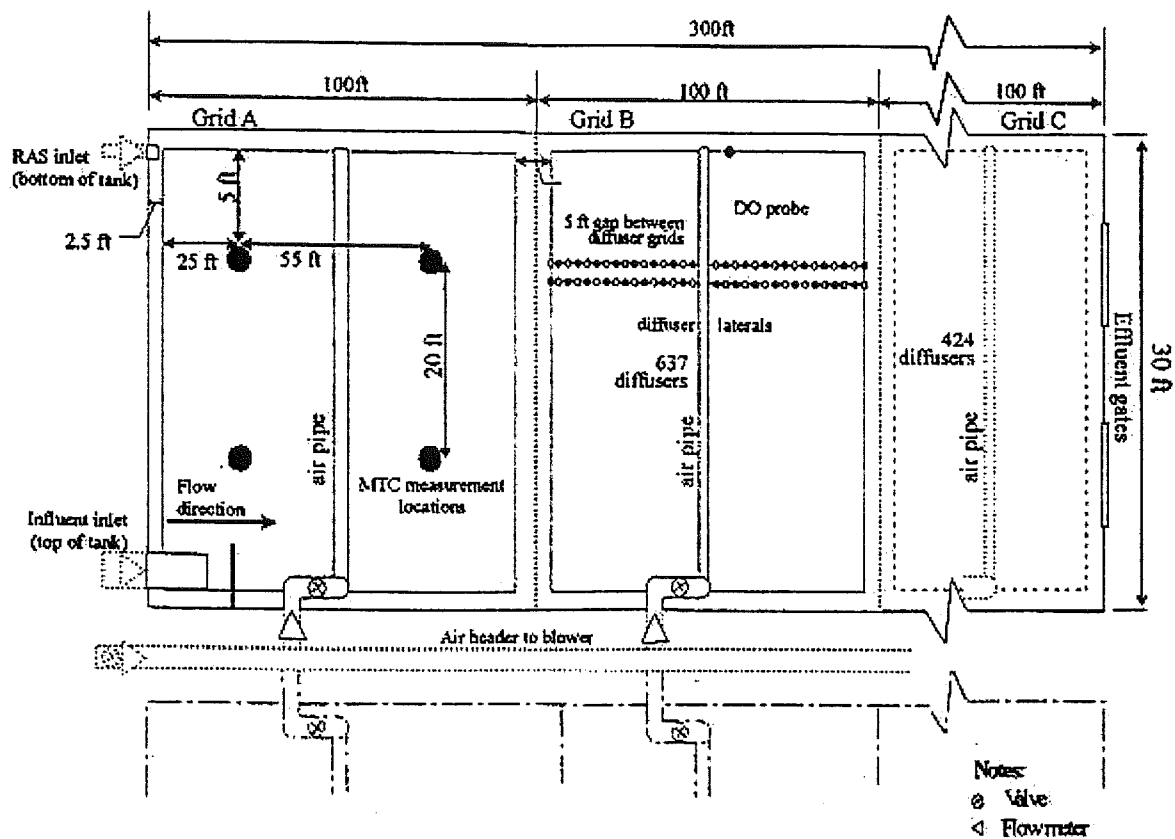 300ft
100ft
100 ft
100 ft
Grid A
Grid B
Grid C
RAS inlet
(bottom of tank)
5 ft
2.5 ft
25 ft
55 ft
5 ft gap between
diffuser grids
DO probe
20 ft
diffuser laterals
637
diffusers
424
diffusers
air pipe
air pipe
air pipe
Effluent gates
30 ft
MTC measurement
locations
Flow
direction
Influent inlet
(top of tank)
Air header to blower
Notes:
Valve
Flowmeter